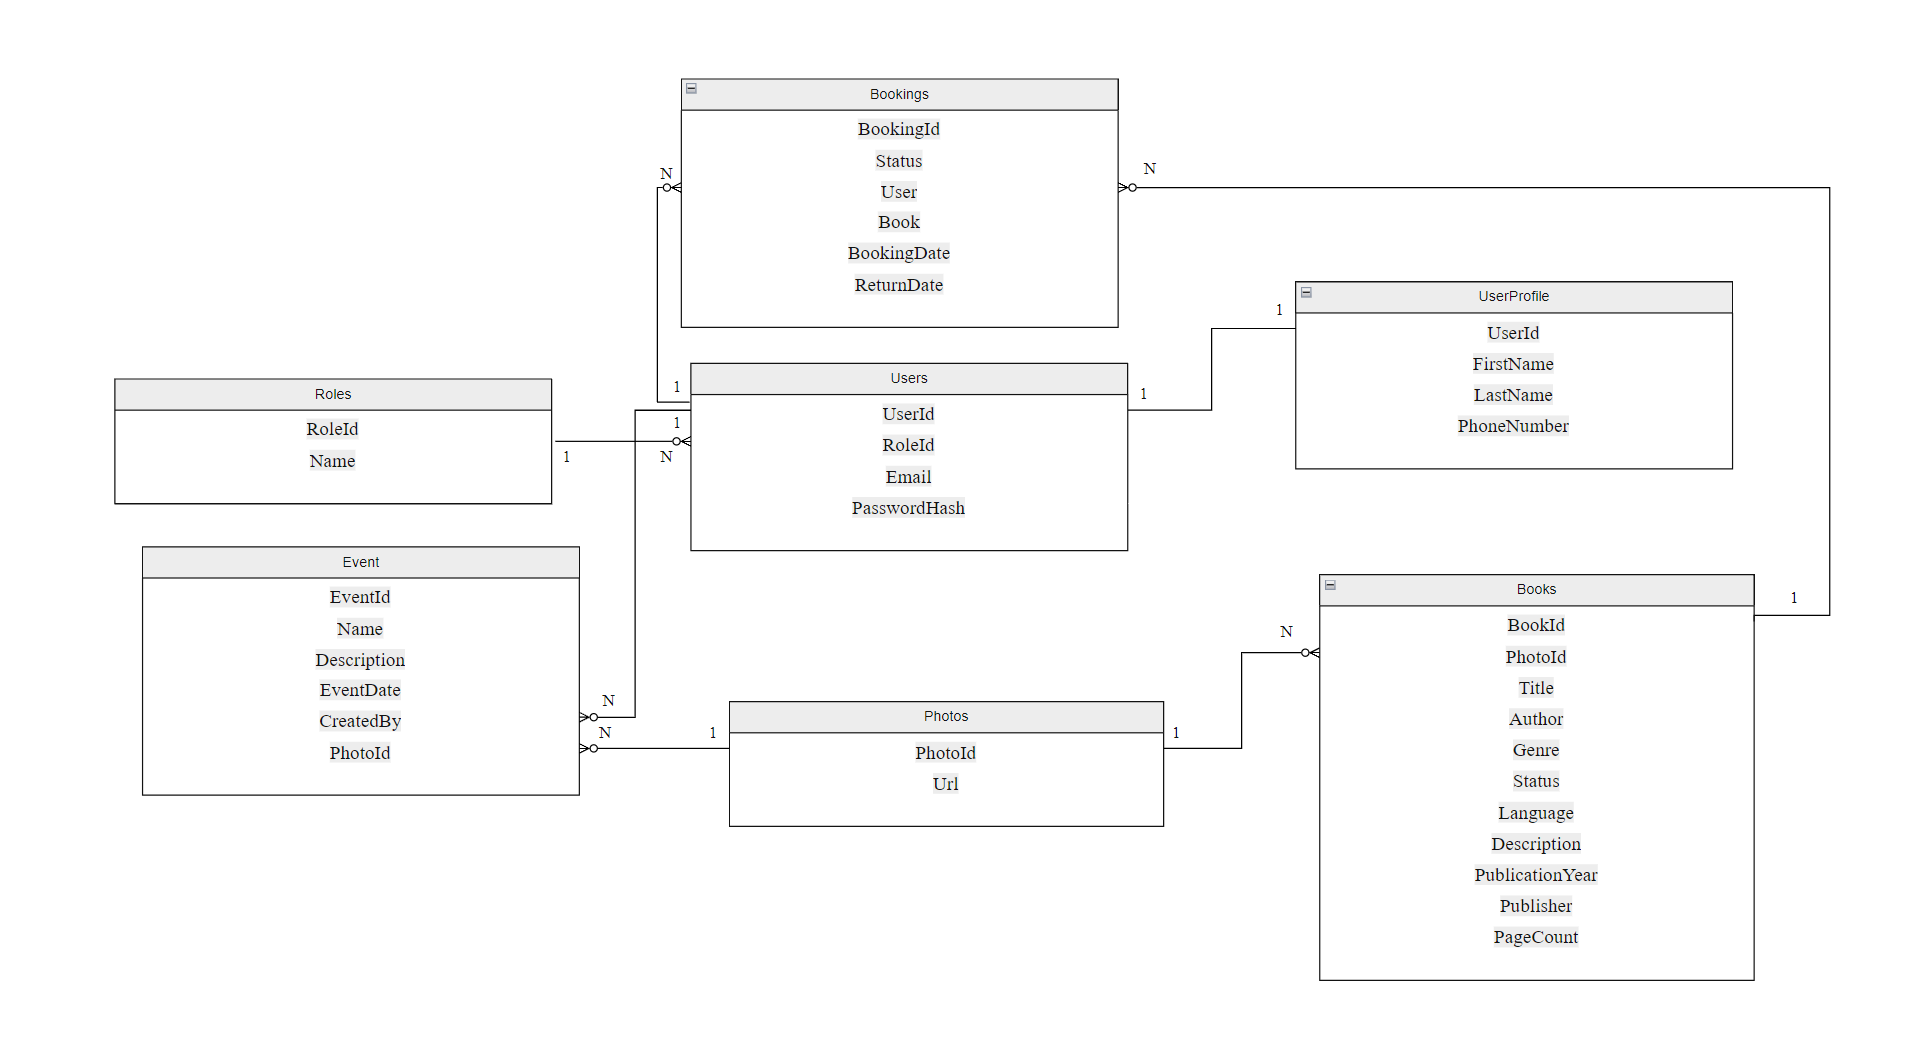 Bookings
BookingId
Status
User
Book
BookingDate
ReturnDate
N
N
UserProfile
UserId
FirstName
LastName
PhoneNumber
1
Roles
RoleId
Name
1
Users
UserId
RoleId
Email
PasswordHash
1
1
N
1
Event
EventId
Name
Description
EventDate
CreatedBy
PhotoId
N
N
Photos
PhotoId
Url
1
1
Books
BookId
PhotoId
Title
Author
Genre
Status
Language
Description
PublicationYear
Publisher
PageCount
N
1